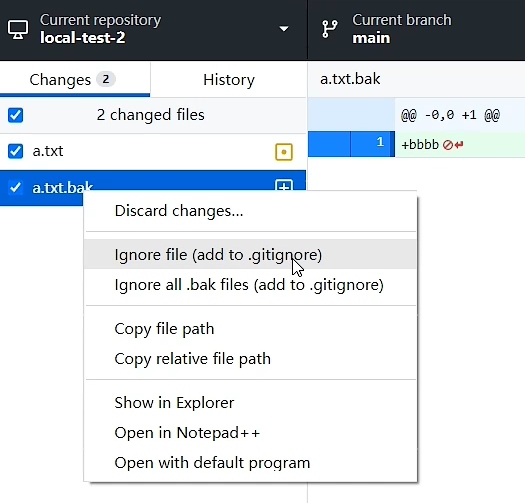 Current repository
local-test-2
Current branch
main
Changes 2
History
a.txt.bak
2 changed files
@@ -0,0 +1 @@
a.txt
1 +bbbb
a.txt.bak
Discard changes...
Ignore file (add to .gitignore)
Ignore all .bak files (add to .gitignore)
Copy file path
Copy relative file path
Show in Explorer
Open in Notepad++
Open with default program